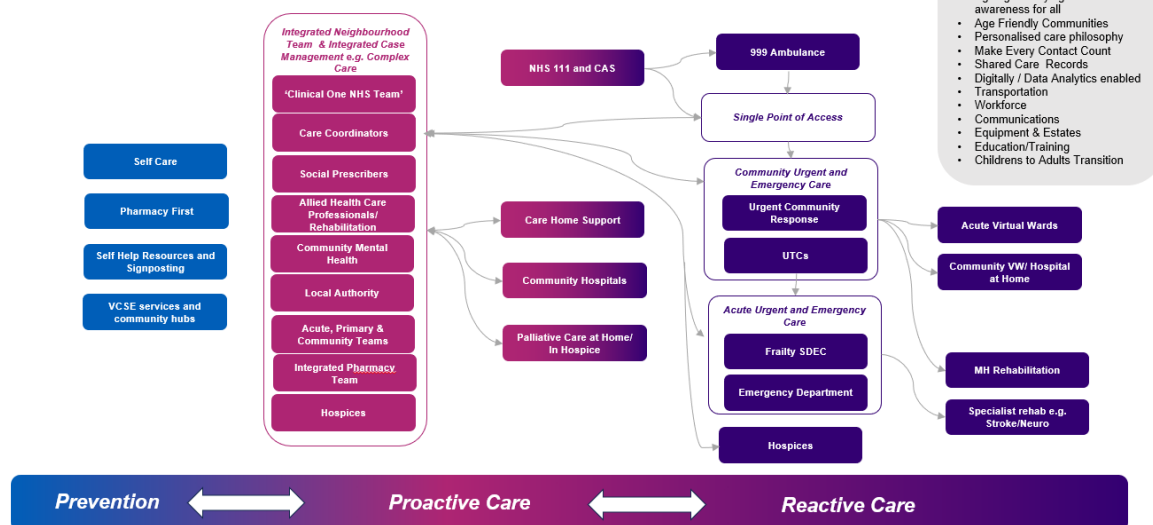 Integrated Neighbourhood
Team & Integrated Case
Management e.g. Complex
Care
'Clinical One NHS Team'
Care Coordinators
Social Prescribers
Allied Health Care
Professionals/
Rehabilitation
Community Mental
Health
Local Authority
Acute, Primary &
Community Teams
Integrated Pharmacy
Team
Hospices
Self Care
Pharmacy First
Self Help Resources and
Signposting
VCSE services and
community hubs
NHS 111 and CAS
Care Home Support
Community Hospitals
Palliative Care at Home/
In Hospice
999 Ambulance
Single Point of Access
Community Urgent and
Emergency Care
Urgent Community
Response
UTCs
Acute Urgent and Emergency
Care
Frailty SDEC
Emergency Department
Hospices
Acute Virtual Wards
Community VW/ Hospital
at Home
MH Rehabilitation
Specialist rehab e.g.
Stroke/Neuro
awareness for all
• Age Friendly Communities
• Personalised care philosophy
• Make Every Contact Count
• Shared Care Records
• Digitally / Data Analytics enabled
• Transportation
• Workforce
• Communications
• Equipment & Estates
• Education/Training
• Childrens to Adults Transition
Prevention
Proactive Care
Reactive Care